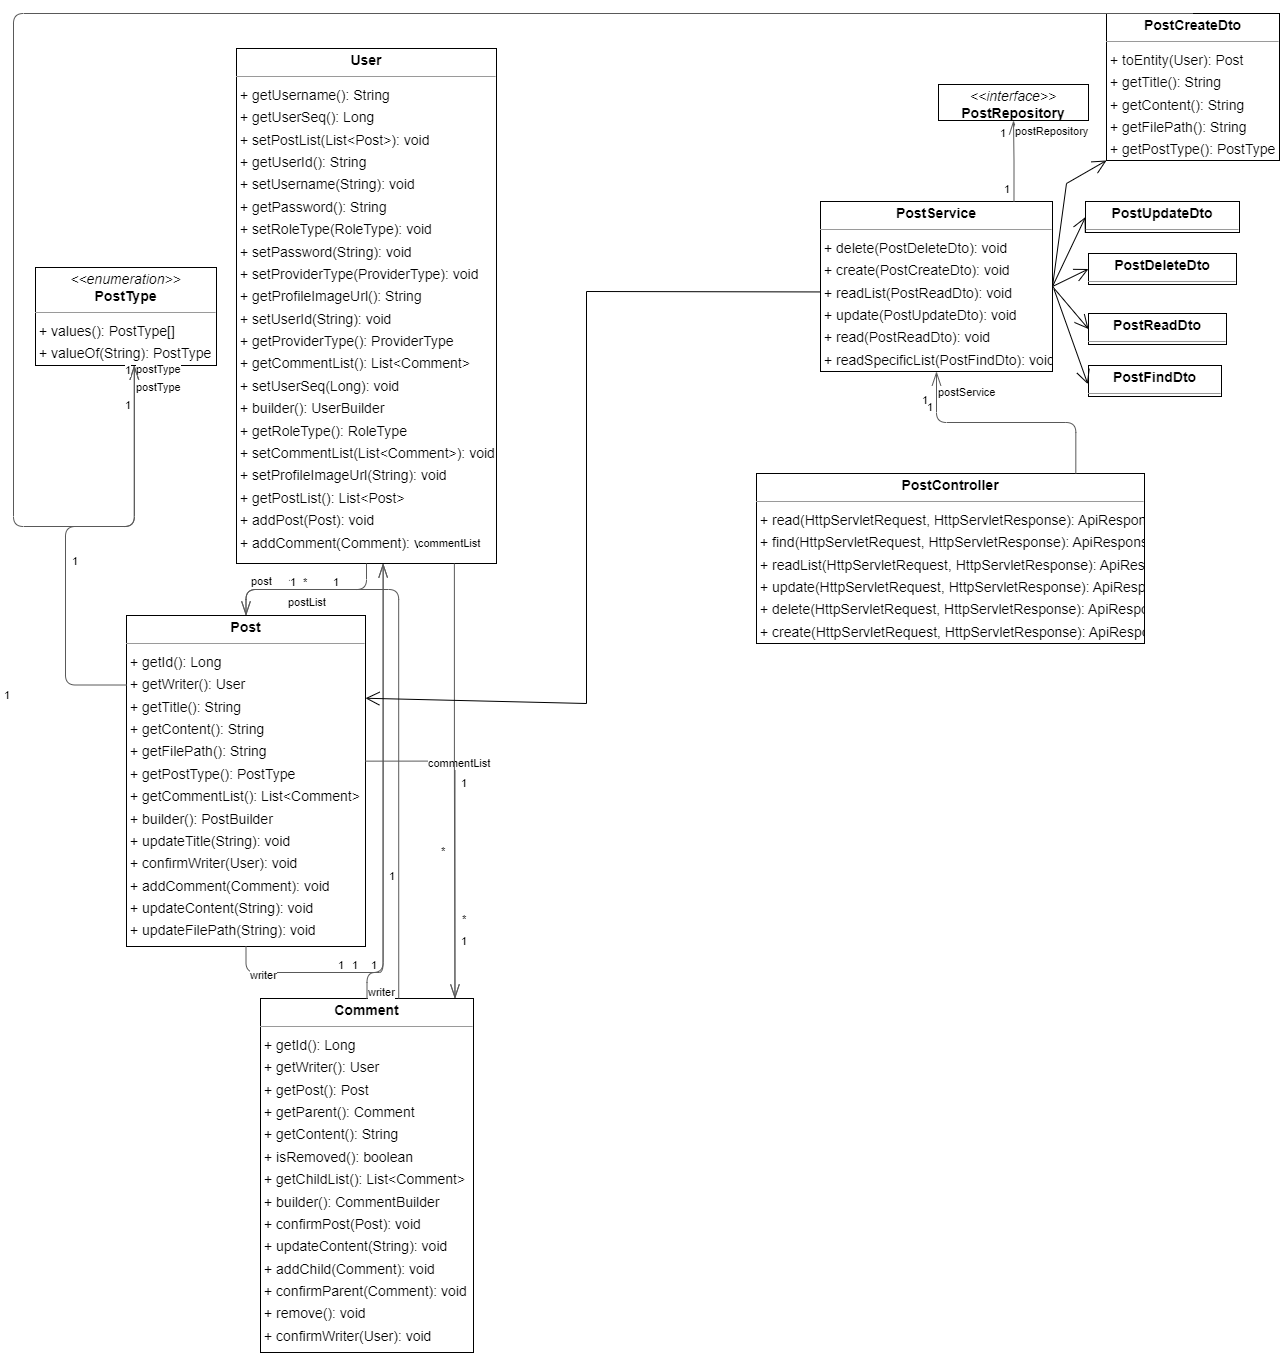 PostCreateDto
+ toEntity(User): Post
+ getTitle(): String
+ getContent(): String
+ getFilePath(): String
+ getPostType(): PostType
User
+ getUsername(): String
+ getUserSeq(): Long
+ setPostList(List<Post>): void
+ getUserId(): String
+ setUsername(String): void
+ getPassword(): String
+ setRoleType(RoleType): void
+ setPassword(String): void
+ setProviderType(ProviderType): void
+ getProfileImageUrl(): String
+ setUserId(String): void
+ getProviderType(): ProviderType
+ getCommentList(): List<Comment>
+ setUserSeq(Long): void
+ builder(): UserBuilder
+ getRoleType(): RoleType
+ setCommentList(List<Comment>): void
+ setProfileImageUrl(String): void
+ getPostList(): List<Post>
+ addPost(Post): void
+ addComment(Comment):
commentList
<<interface>>
PostRepository
1
postRepository
1
PostService
+ delete(PostDeleteDto): void
+ create(PostCreateDto): void
+ readList(PostReadDto): void
+ update(PostUpdateDto): void
+ read(PostReadDto): void
+ readSpecificList(PostFindDto): void
PostUpdateDto
PostDeleteDto
PostReadDto
PostFindDto
<<enumeration>>
PostType
+ values(): PostType[]
+ valueOf(String): PostType
1
postType
postType
1
postService
1
1
PostController
+ read(HttpServletRequest, HttpServletResponse): ApiRespon
+ find(HttpServletRequest, HttpServletResponse): ApiRespons
+ readList(HttpServletRequest, HttpServletResponse): ApiRes
+ update(HttpServletRequest, HttpServletResponse): ApiResp
+ delete(HttpServletRequest, HttpServletResponse): ApiRespo
+ create(HttpServletRequest, HttpServletResponse): ApiRespo
1
post
1
*
1
postList
Post
+ getId(): Long
+ getWriter(): User
+ getTitle(): String
+ getContent(): String
+ getFilePath(): String
+ getPostType(): PostType
+ getCommentList(): List<Comment>
+ builder(): PostBuilder
+ updateTitle(String): void
+ confirmWriter(User): void
+ addComment(Comment): void
+ updateContent(String): void
+ updateFilePath(String): void
1
commentList
1
*
1
*
1
writer
1
1
1
writer
Comment
+ getId(): Long
+ getWriter(): User
+ getPost(): Post
+ getParent(): Comment
+ getContent(): String
+ isRemoved(): boolean
+ getChildList(): List<Comment>
+ builder(): CommentBuilder
+ confirmPost(Post): void
+ updateContent(String): void
+ addChild(Comment): void
+ confirmParent(Comment): void
+ remove(): void
+ confirmWriter(User): void